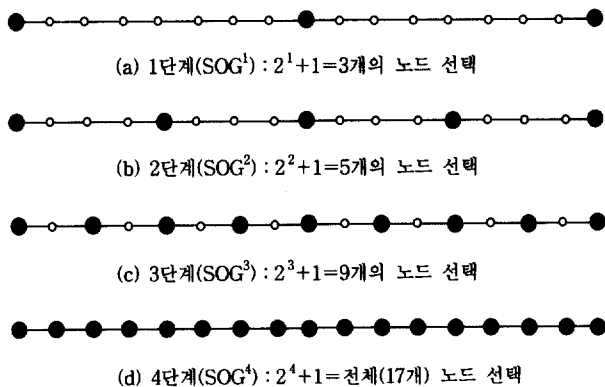 (a) 1단계(SOG¹) : 2¹+1=3개의 노드 선택
(b) 2단계(SOG²) : 2²+1=5개의 노드 선택
(c) 3단계(SOG³) : 2³+1=9개의 노드 선택
(d) 4단계(SOG⁴) : 2⁴+1=전체(17개) 노드 선택